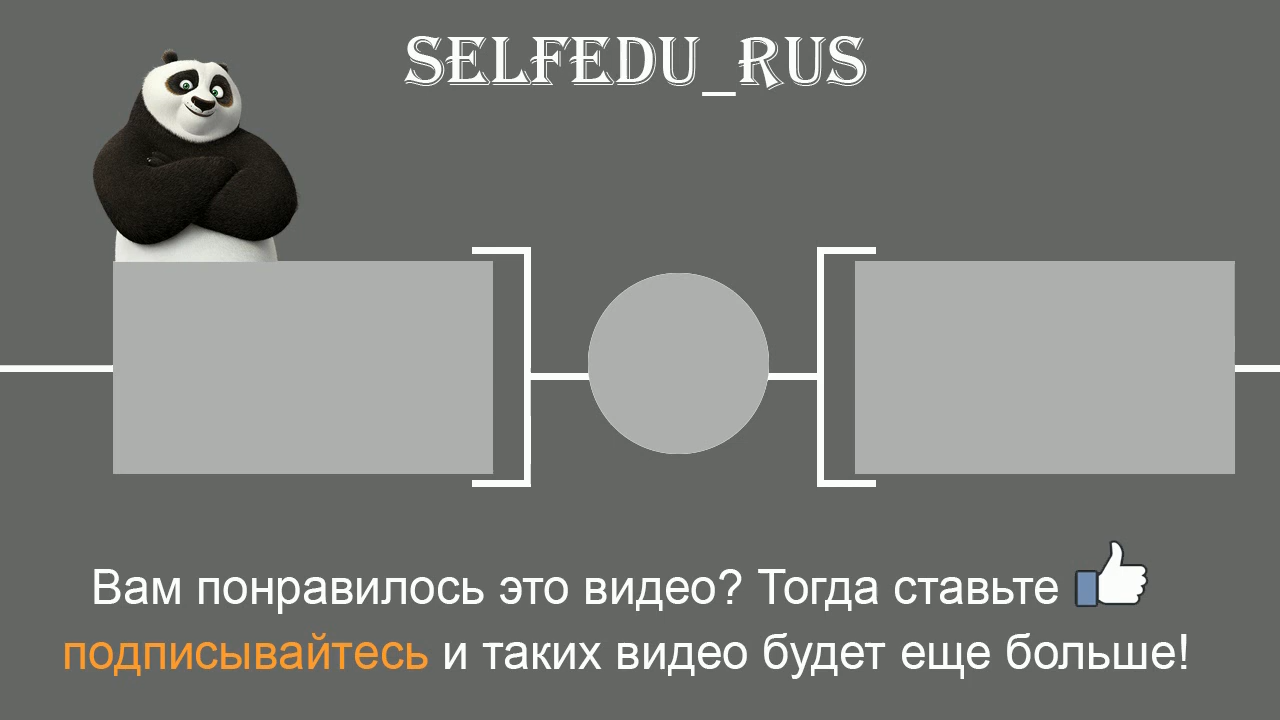 SELFEDU_RUS
Вам понравилось это видео? Тогда ставьте
подписывайтесь и таких видео будет еще больше!